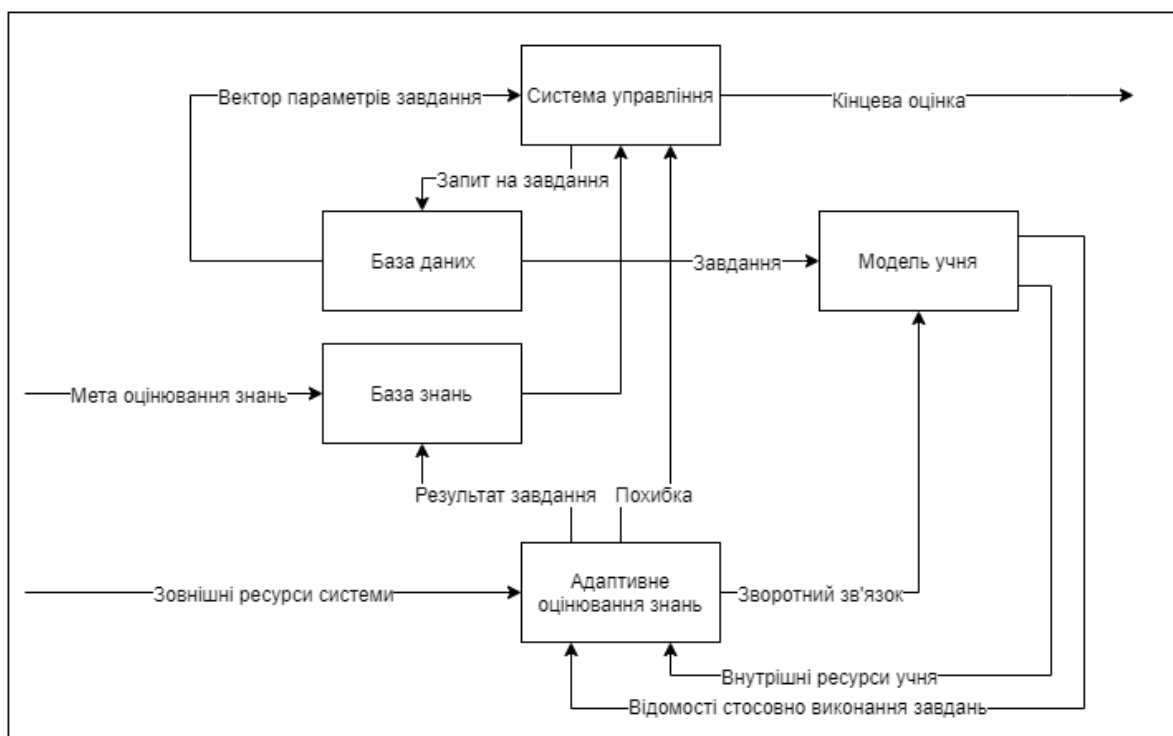 Вектор параметрів завдання
Система управління
Кінцева оцінка
Запит на завдання
База даних
Завдання
Модель учня
Мета оцінювання знань
База знань
Результат завдання
Похибка
Зовнішні ресурси системи
Адаптивне
оцінювання знань
Зворотний зв'язок
Внутрішні ресурси учня
Відомості стосовно виконання завдань